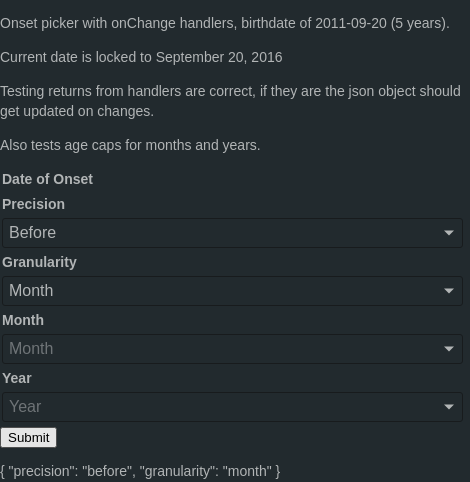 Onset picker with onChange handlers, birthdate of 2011-09-20 (5 years).
Current date is locked to September 20, 2016
Testing returns from handlers are correct, if they are the json object should
get updated on changes.
Also tests age caps for months and years.
Date of Onset
Precision
Before
Granularity
Month
Month
Month
Year
Year
Submit
{ "precision": "before", "granularity": "month" }